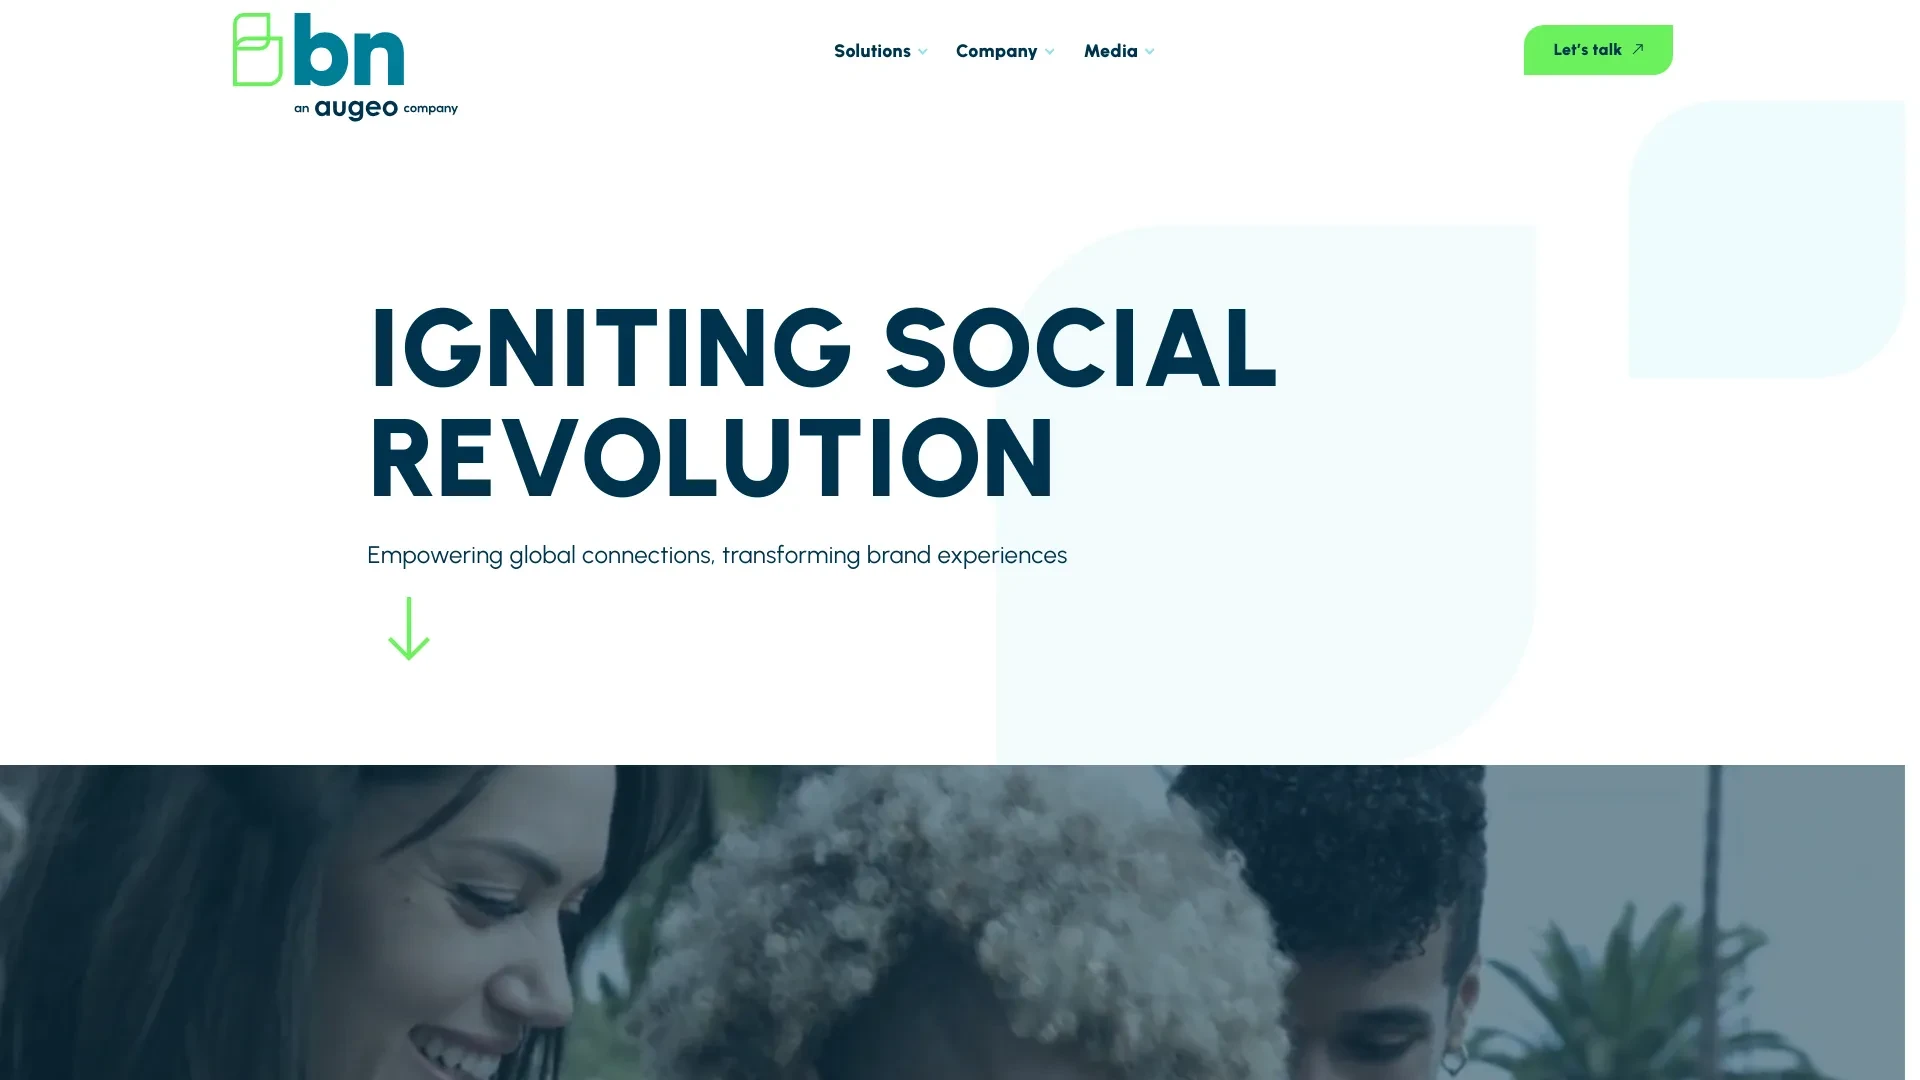 bn
an augeo company
Solutions
Company
Media
Let's talk
IGNITING SOCIAL
REVOLUTION
Empowering global connections, transforming brand experiences